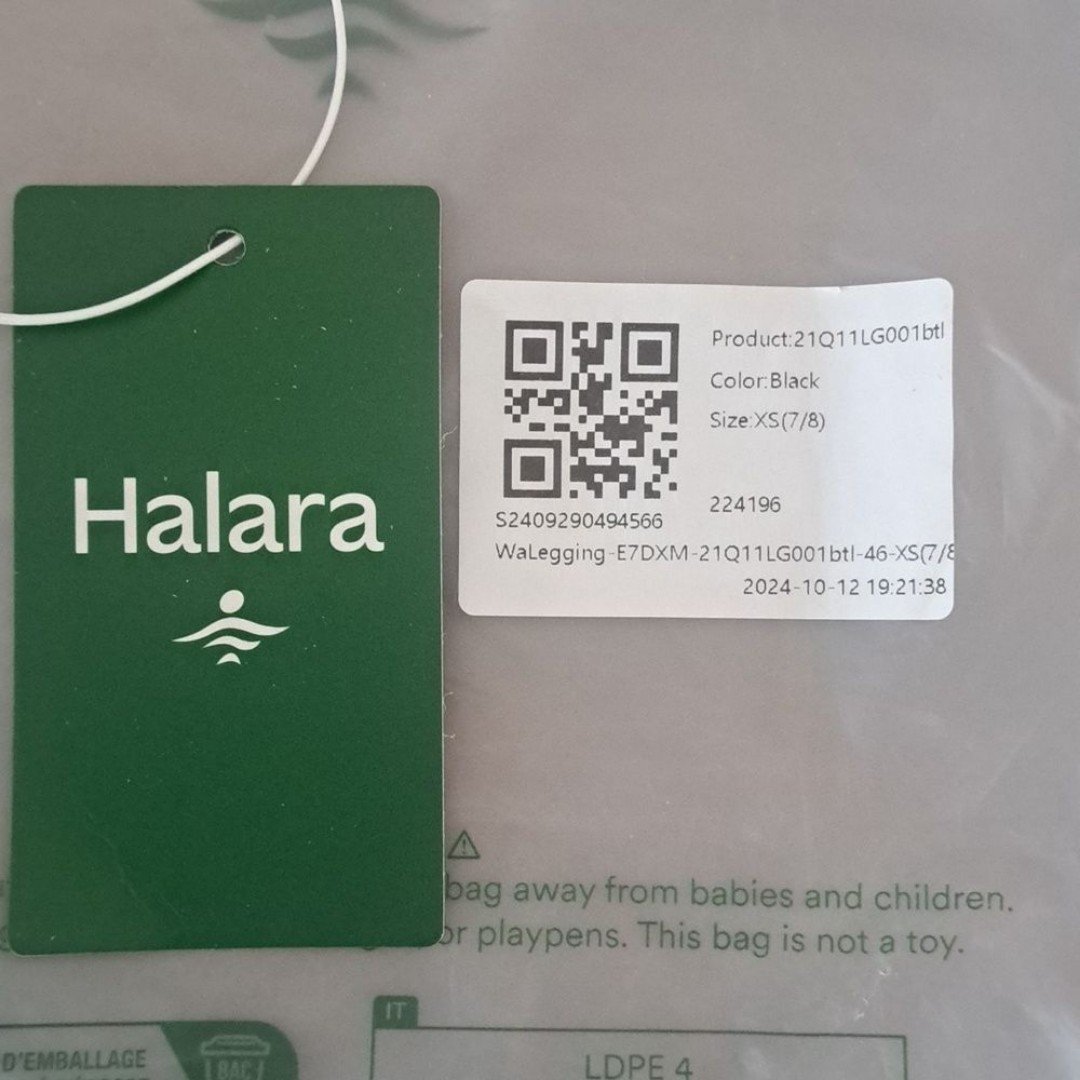 Halara
Product:21Q11LG001btl
Color:Black
Size:XS(7/8)
224196
S2409290494566
WaLegging-E7DXM-21Q11LG001btl-46-XS(7/8
2024-10-12 19:21:38
bag away from babies and children.
or playpens. This bag is not a toy.
IT
D'EMBALLAGE
BAC
LDPE 4